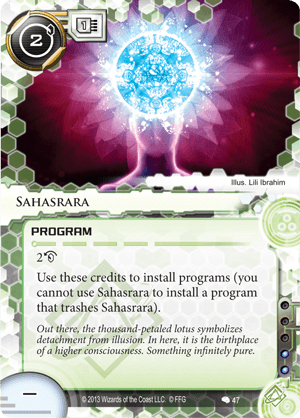 2
1
Illus. Lili Ibrahim
SAHASRARA
PROGRAM
2
Use these credits to install programs (you
cannot use Sahasrara to install a program
that trashes Sahasrara).
Out there, the thousand-petaled lotus symbolizes
detachment from illusion. In here, it is the birthplace
of a higher consciousness. Something infinitely pure.
–
© 2013 Wizards of the Coast LLC. © FFG
47